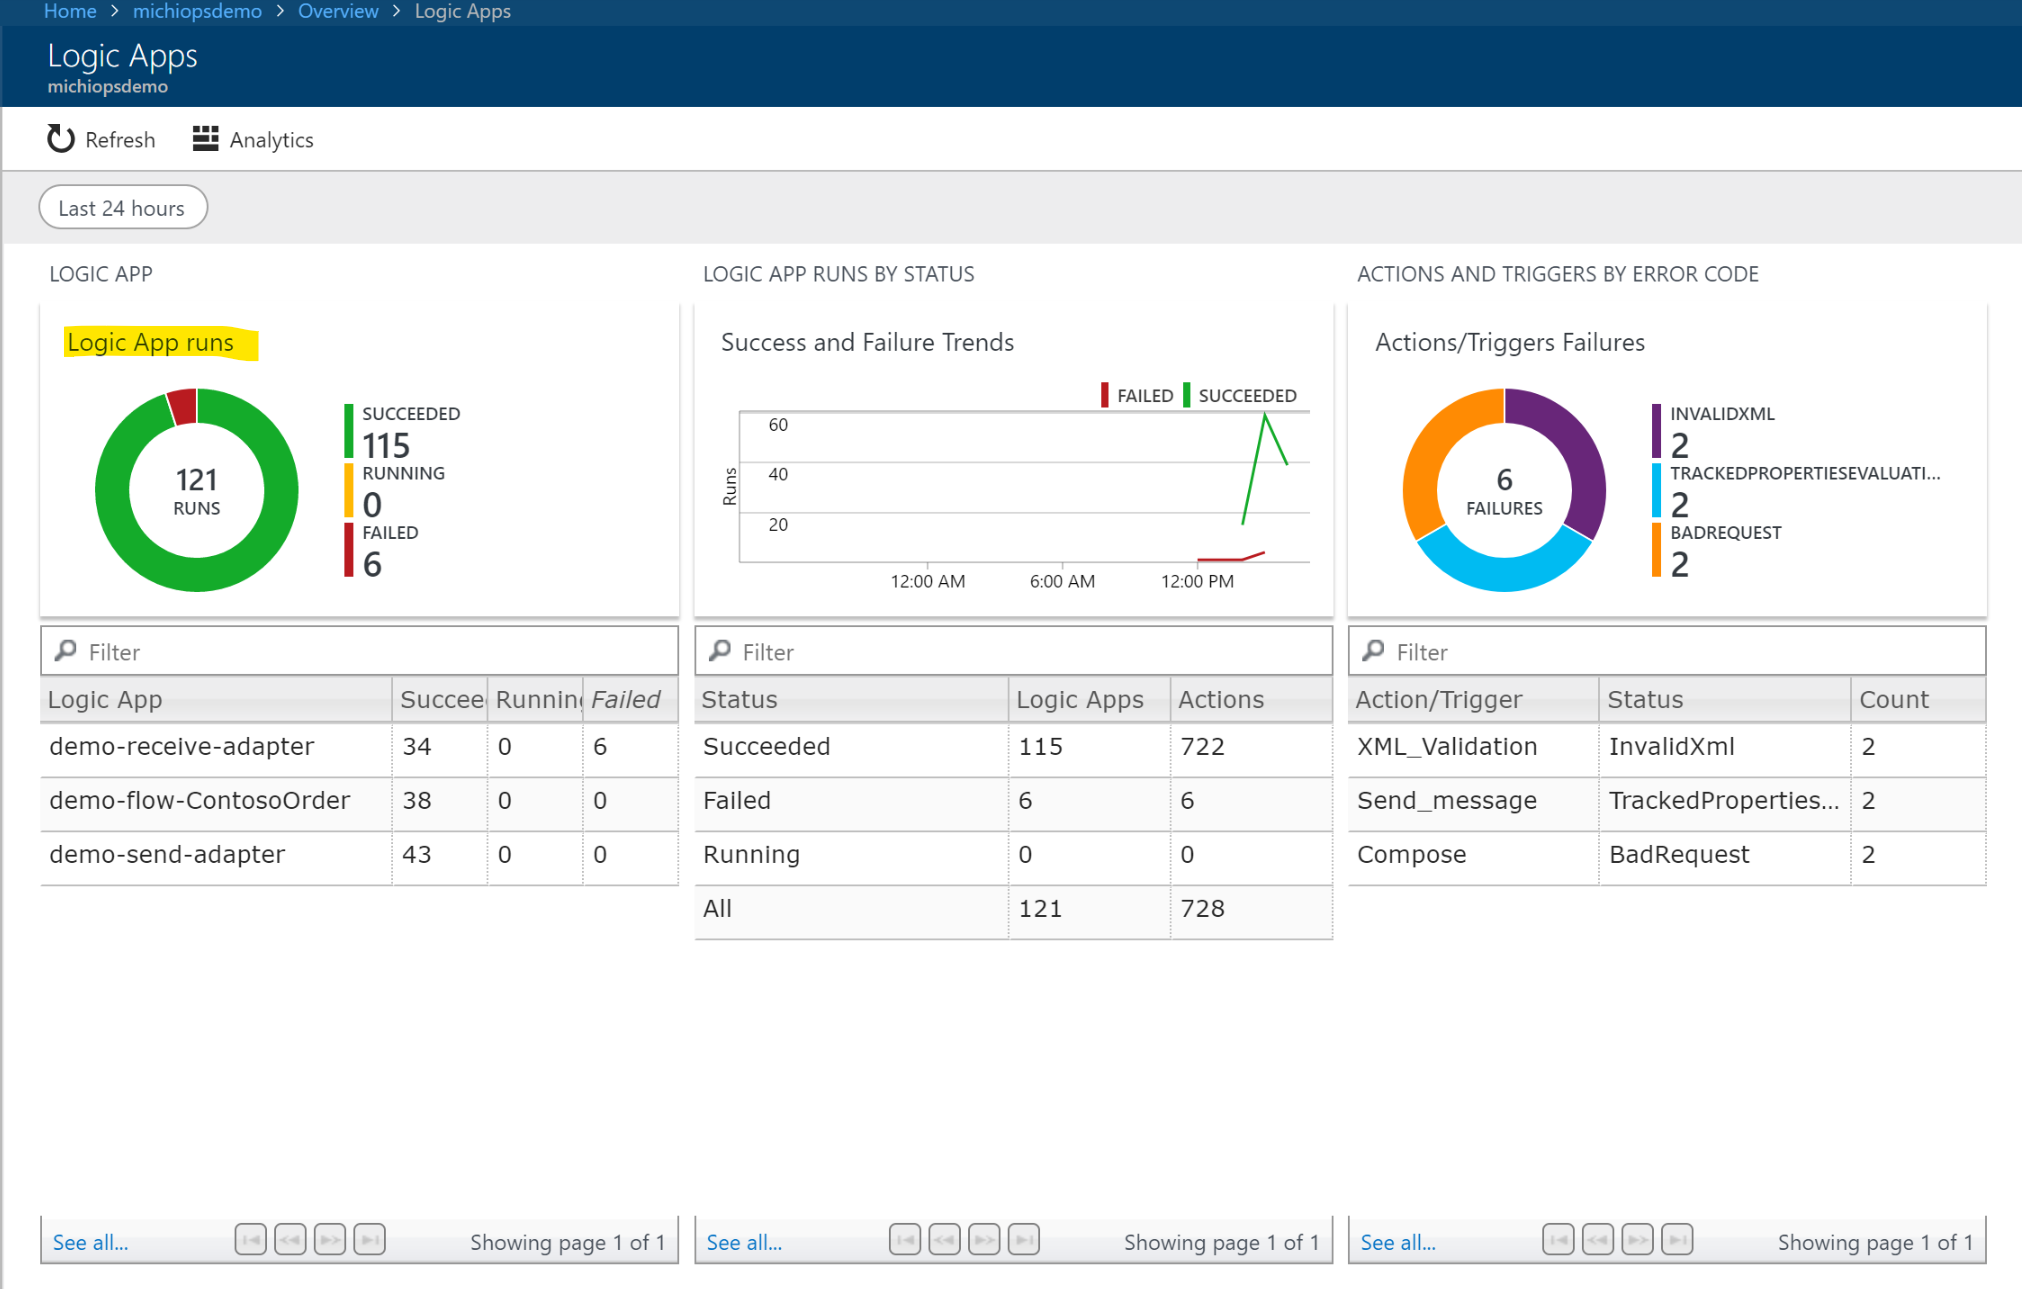 Home > michiopsdemo > Overview > Logic Apps
Logic Apps
michiopsdemo
Refresh Analytics
Last 24 hours
LOGIC APP
Logic App runs
121
RUNS
SUCCEEDED
115
RUNNING
0
FAILED
6
Filter
Logic App Succee Running Failed
demo-receive-adapter 34 0 6
demo-flow-ContosoOrder 38 0 0
demo-send-adapter 43 0 0
See all... Showing page 1 of 1
LOGIC APP RUNS BY STATUS
Success and Failure Trends
FAILED SUCCEEDED
Runs
60
40
20
12:00 AM 6:00 AM 12:00 PM
Filter
Status Logic Apps Actions
Succeeded 115 722
Failed 6 6
Running 0 0
All 121 728
See all... Showing page 1 of 1
ACTIONS AND TRIGGERS BY ERROR CODE
Actions/Triggers Failures
6
FAILURES
INVALIDXML
2
TRACKEDPROPERTIESEVALUATI...
2
BADREQUEST
2
Filter
Action/Trigger Status Count
XML_Validation InvalidXml 2
Send_message TrackedProperties... 2
Compose BadRequest 2
See all... Showing page 1 of 1